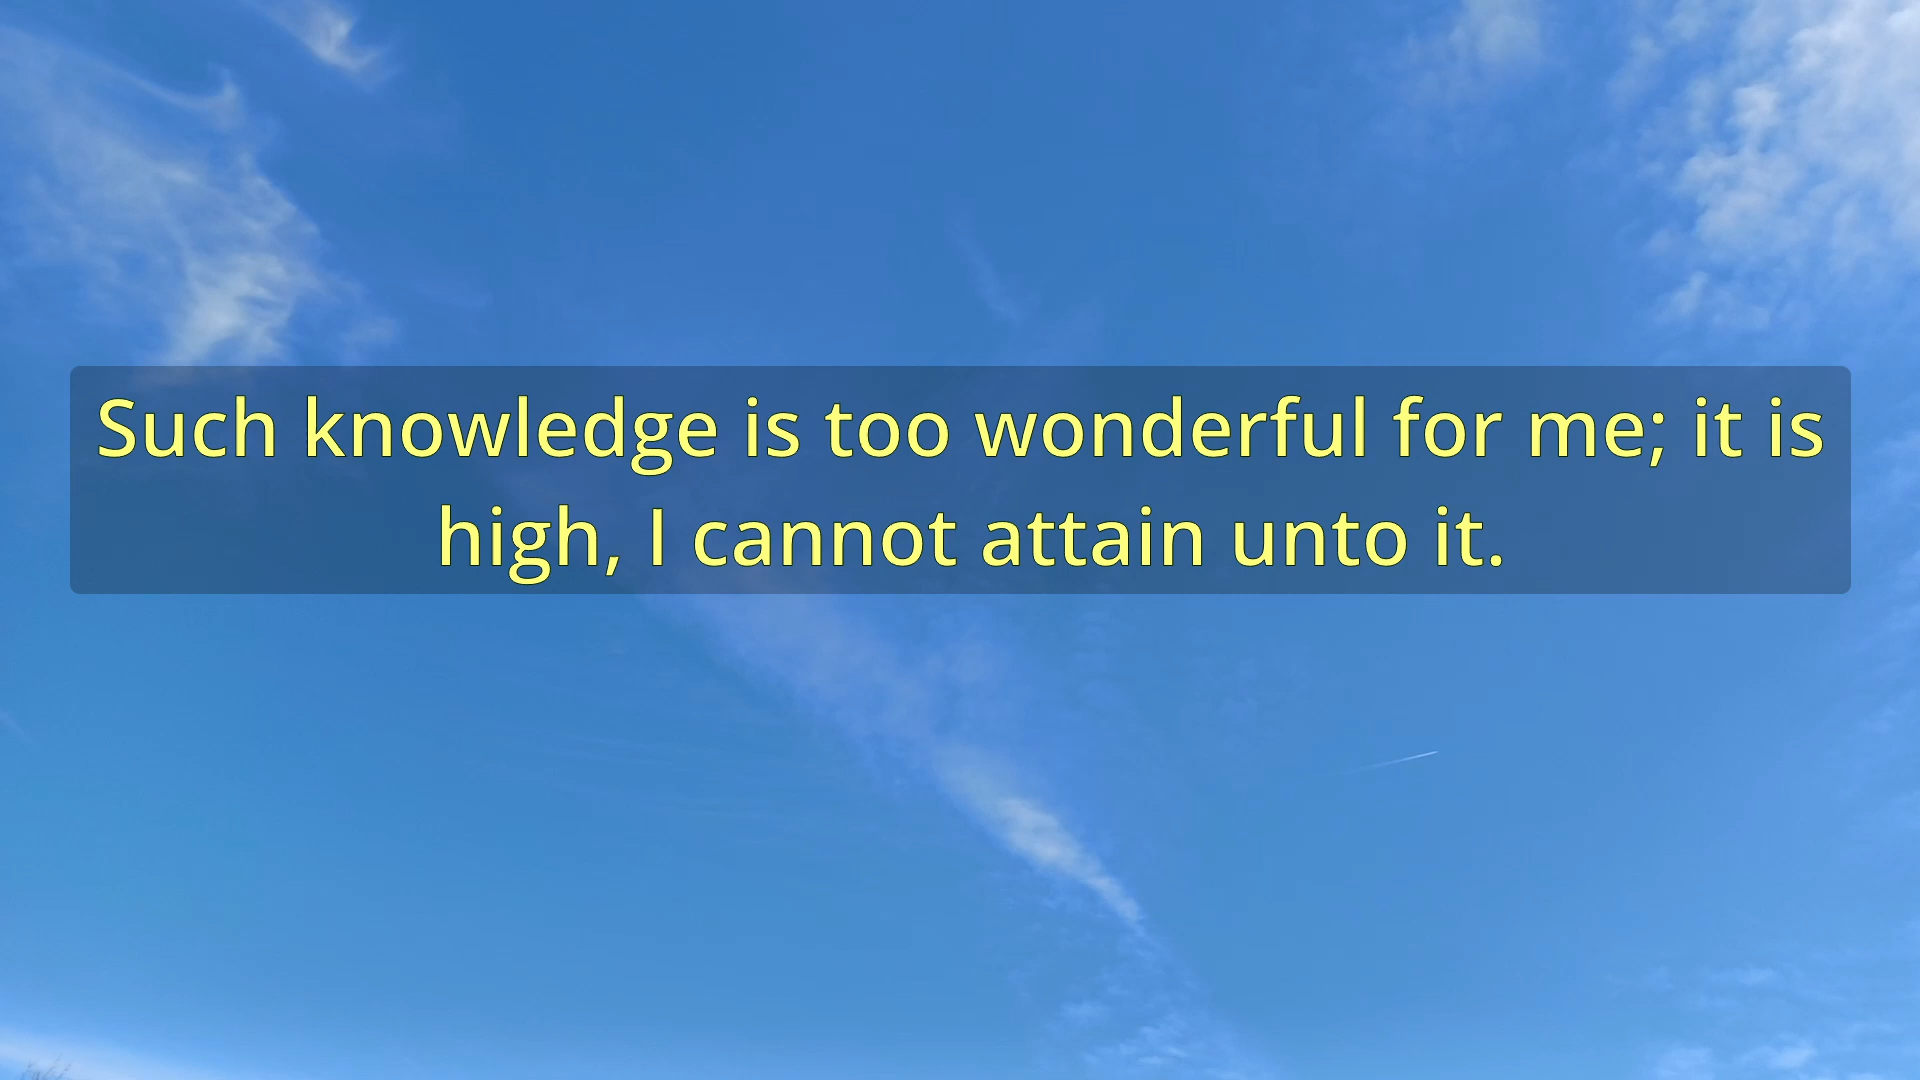 Such knowledge is too wonderful for me; it is
high, I cannot attain unto it.